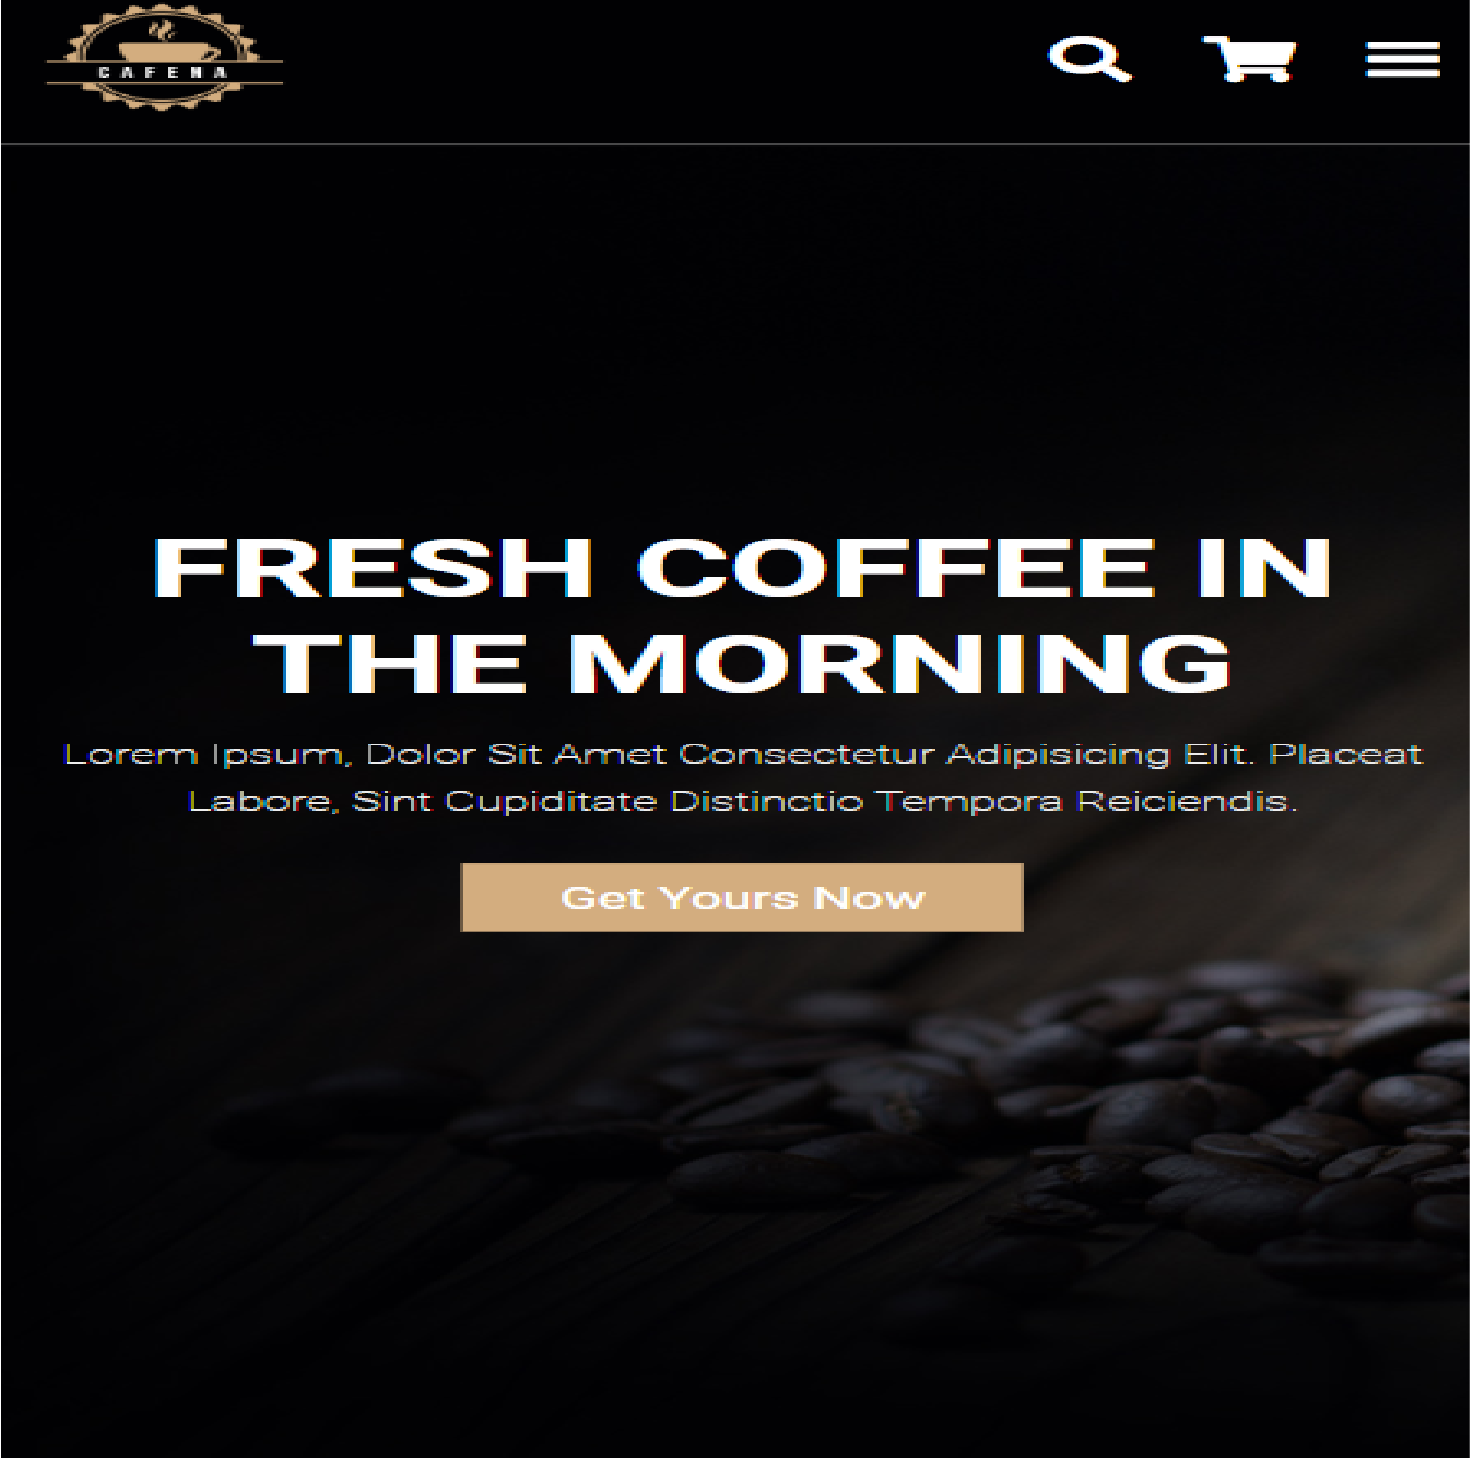 CAFENA
FRESH COFFEE IN
THE MORNING
Lorem Ipsum, Dolor Sit Amet Consectetur Adipisicing Elit. Placeat
Labore, Sint Cupiditate Distinctio Tempora Reiciendis.
Get Yours Now